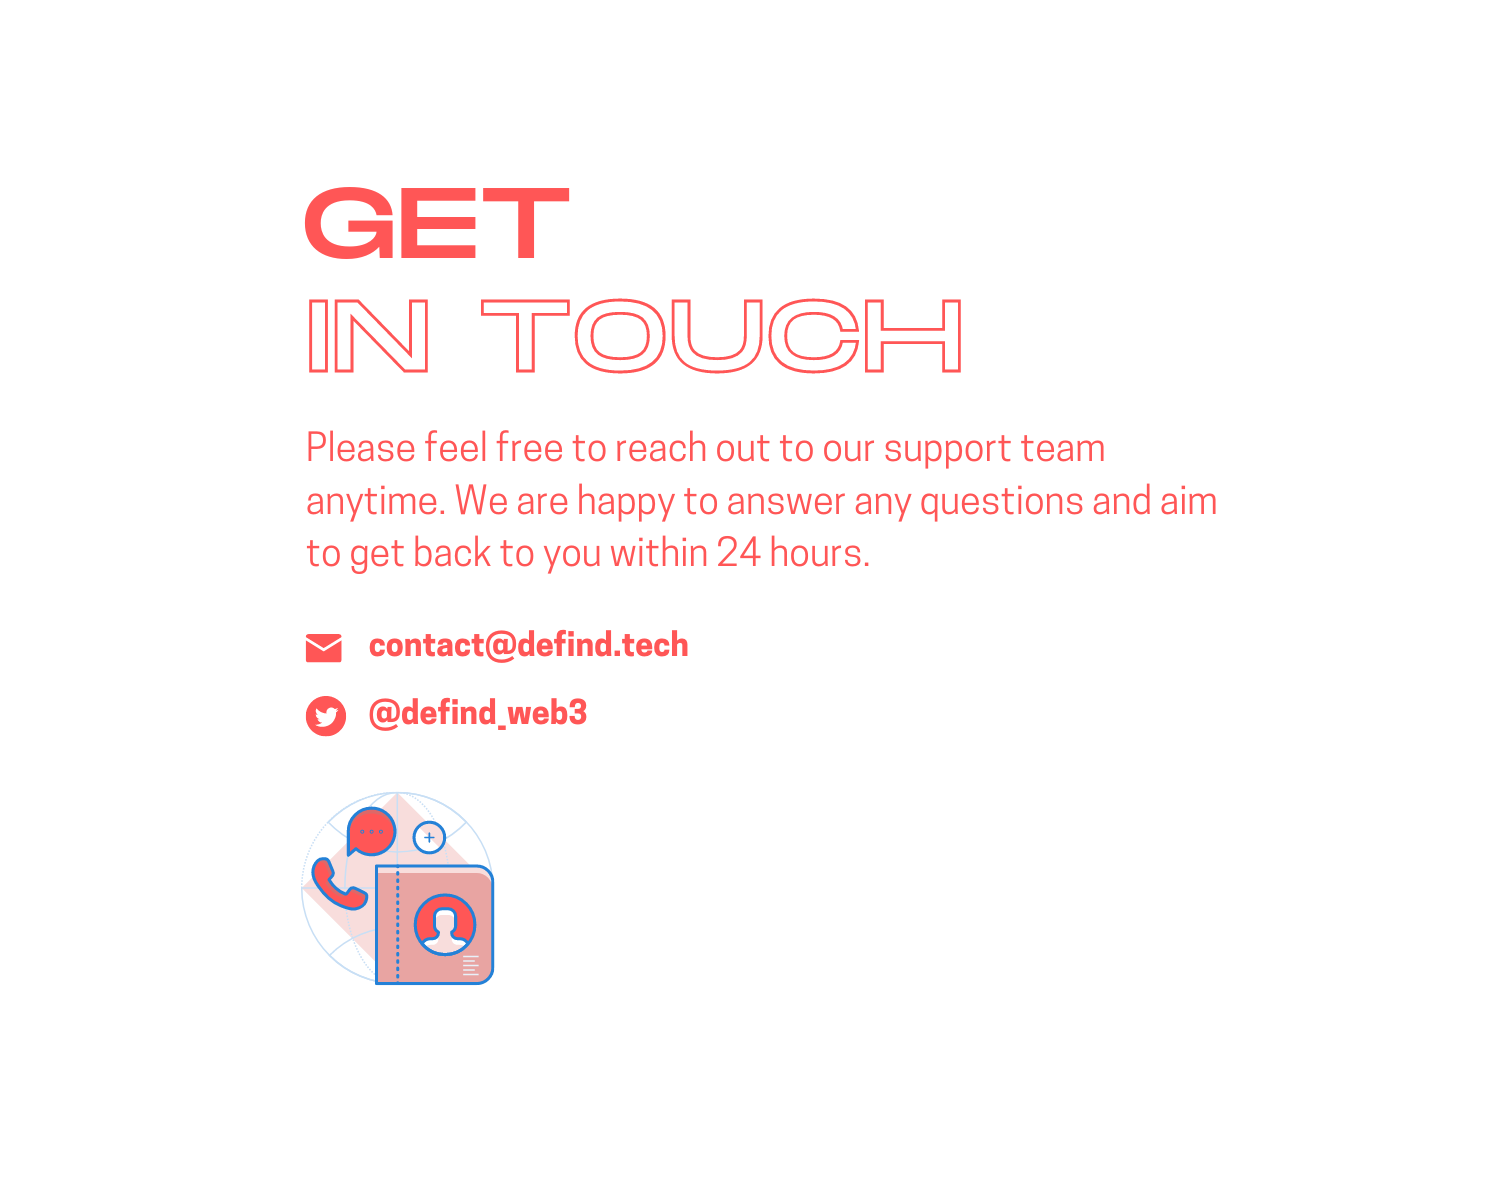 GET
IN TOUCH
Please feel free to reach out to our support team
anytime. We are happy to answer any questions and aim
to get back to you within 24 hours.
contact@defind.tech
@defind_web3